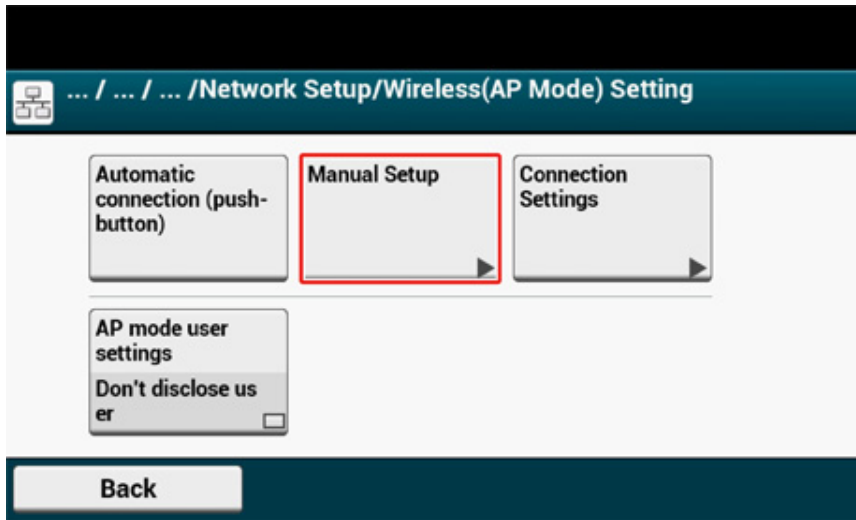 ... / ... / ... /Network Setup/Wireless(AP Mode) Setting
Automatic
connection (push-
button)
Manual Setup
Connection
Settings
AP mode user
settings
Don't disclose us
er
Back